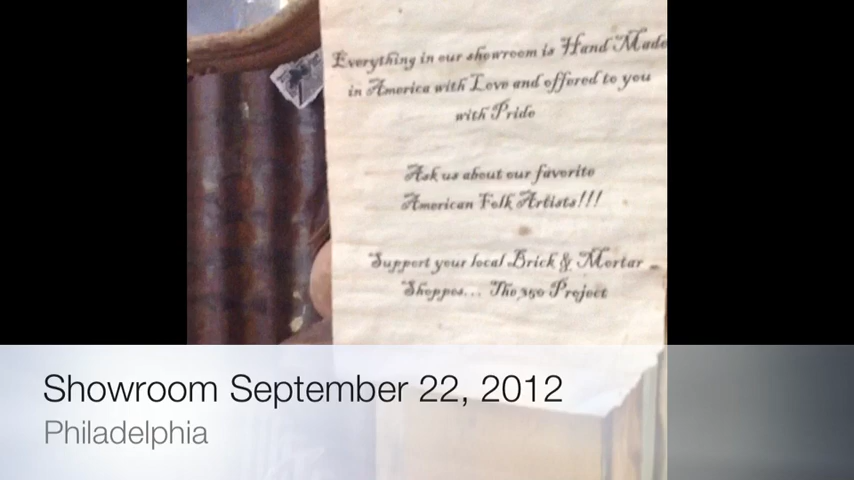 Everything in our showroom is Hand Made
in America with Love and offered to you
with Pride
Ask us about our favorite
American Folk Artists!!!
Support your local Brick & Mortar
Shoppes... The 350 Project
Showroom September 22, 2012
Philadelphia